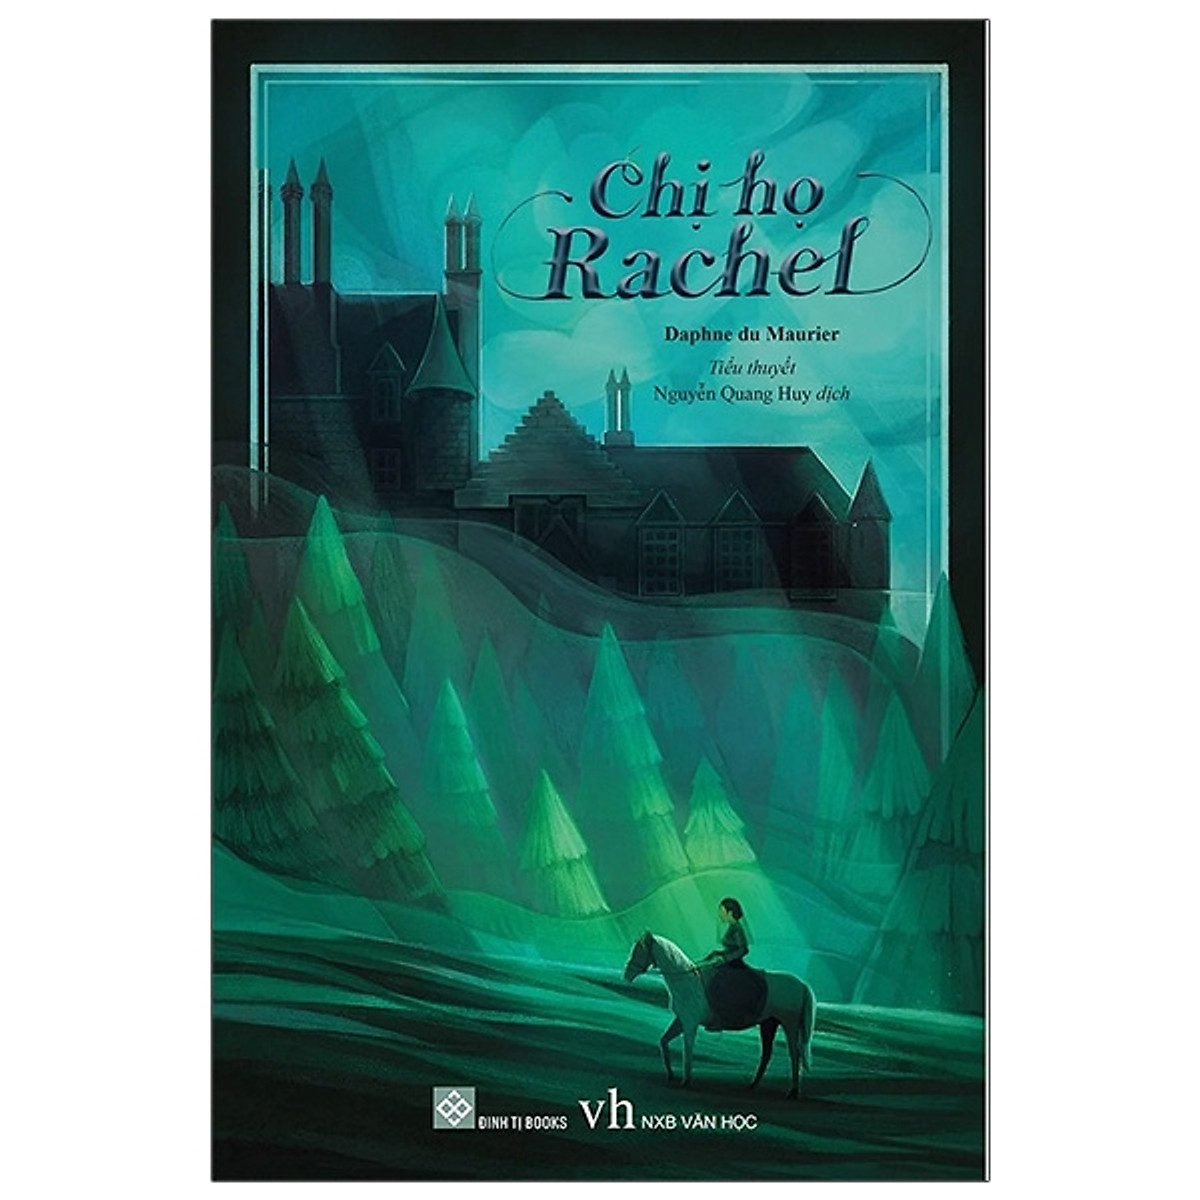 Chị họ
Rachel
Daphne du Maurier
Tiểu thuyết
Nguyễn Quang Huy dịch
ĐINH TỊ BOOKS vh NXB VĂN HỌC